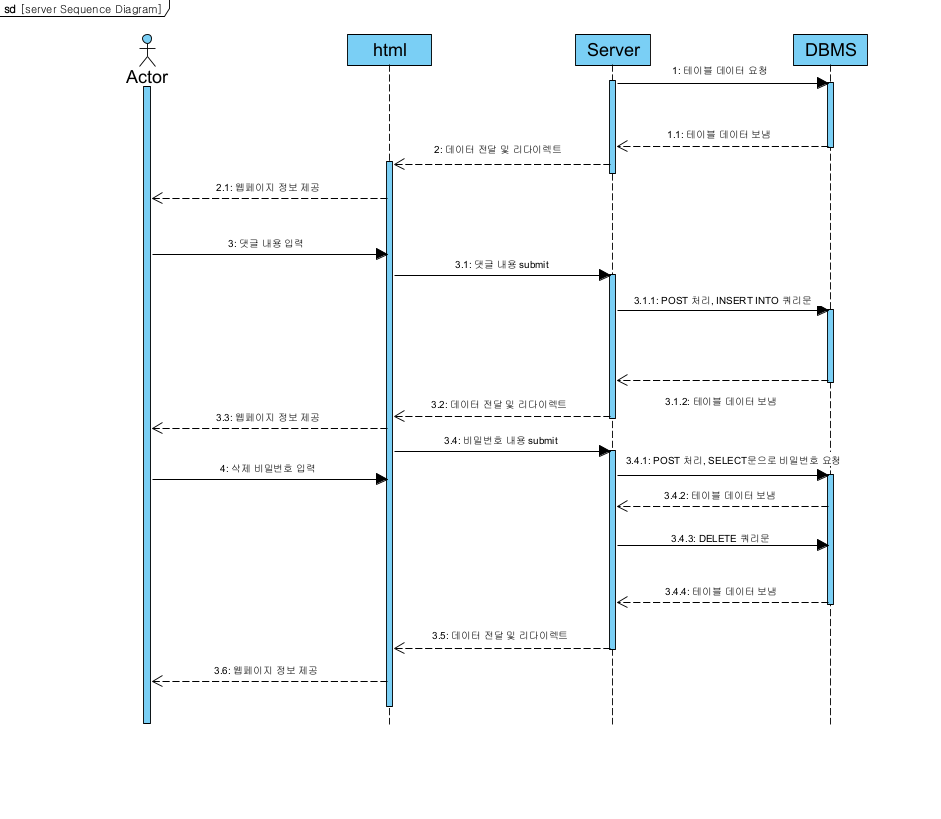 sd [server Sequence Diagram]
Actor
html
Server
DBMS
1: 테이블 데이터 요청
1.1: 테이블 데이터 보냄
2: 데이터 전달 및 리다이렉트
2.1: 웹페이지 정보 제공
3: 댓글 내용 입력
3.1: 댓글 내용 submit
3.1.1: POST 처리, INSERT INTO 쿼리문
3.1.2: 테이블 데이터 보냄
3.2: 데이터 전달 및 리다이렉트
3.3: 웹페이지 정보 제공
3.4: 비밀번호 내용 submit
3.4.1: POST 처리, SELECT문으로 비밀번호 요청
4: 삭제 비밀번호 입력
3.4.2: 테이블 데이터 보냄
3.4.3: DELETE 쿼리문
3.4.4: 테이블 데이터 보냄
3.5: 데이터 전달 및 리다이렉트
3.6: 웹페이지 정보 제공